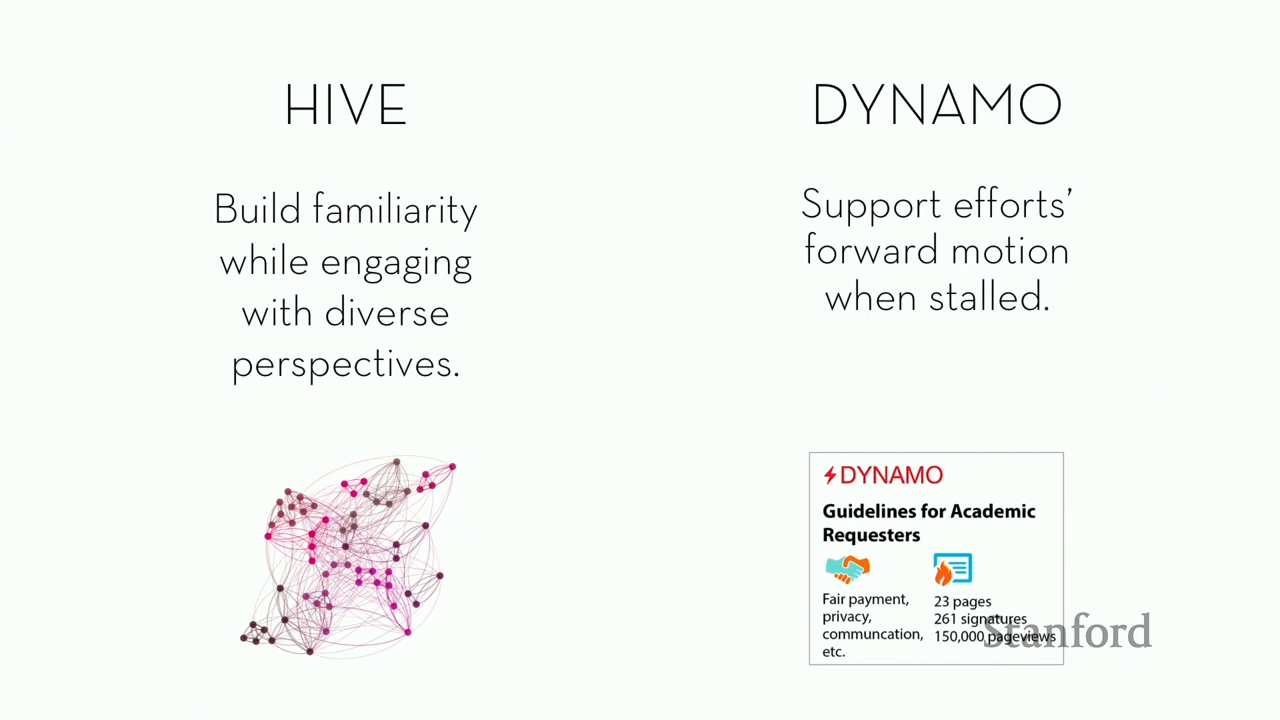 HIVE
Build familiarity
while engaging
with diverse
perspectives.
DYNAMO
Support efforts’
forward motion
when stalled.
DYNAMO
Guidelines for Academic
Requesters
Fair payment,
privacy,
communcation,
etc.
23 pages
261 signatures
150,000 pageviews
Stanford